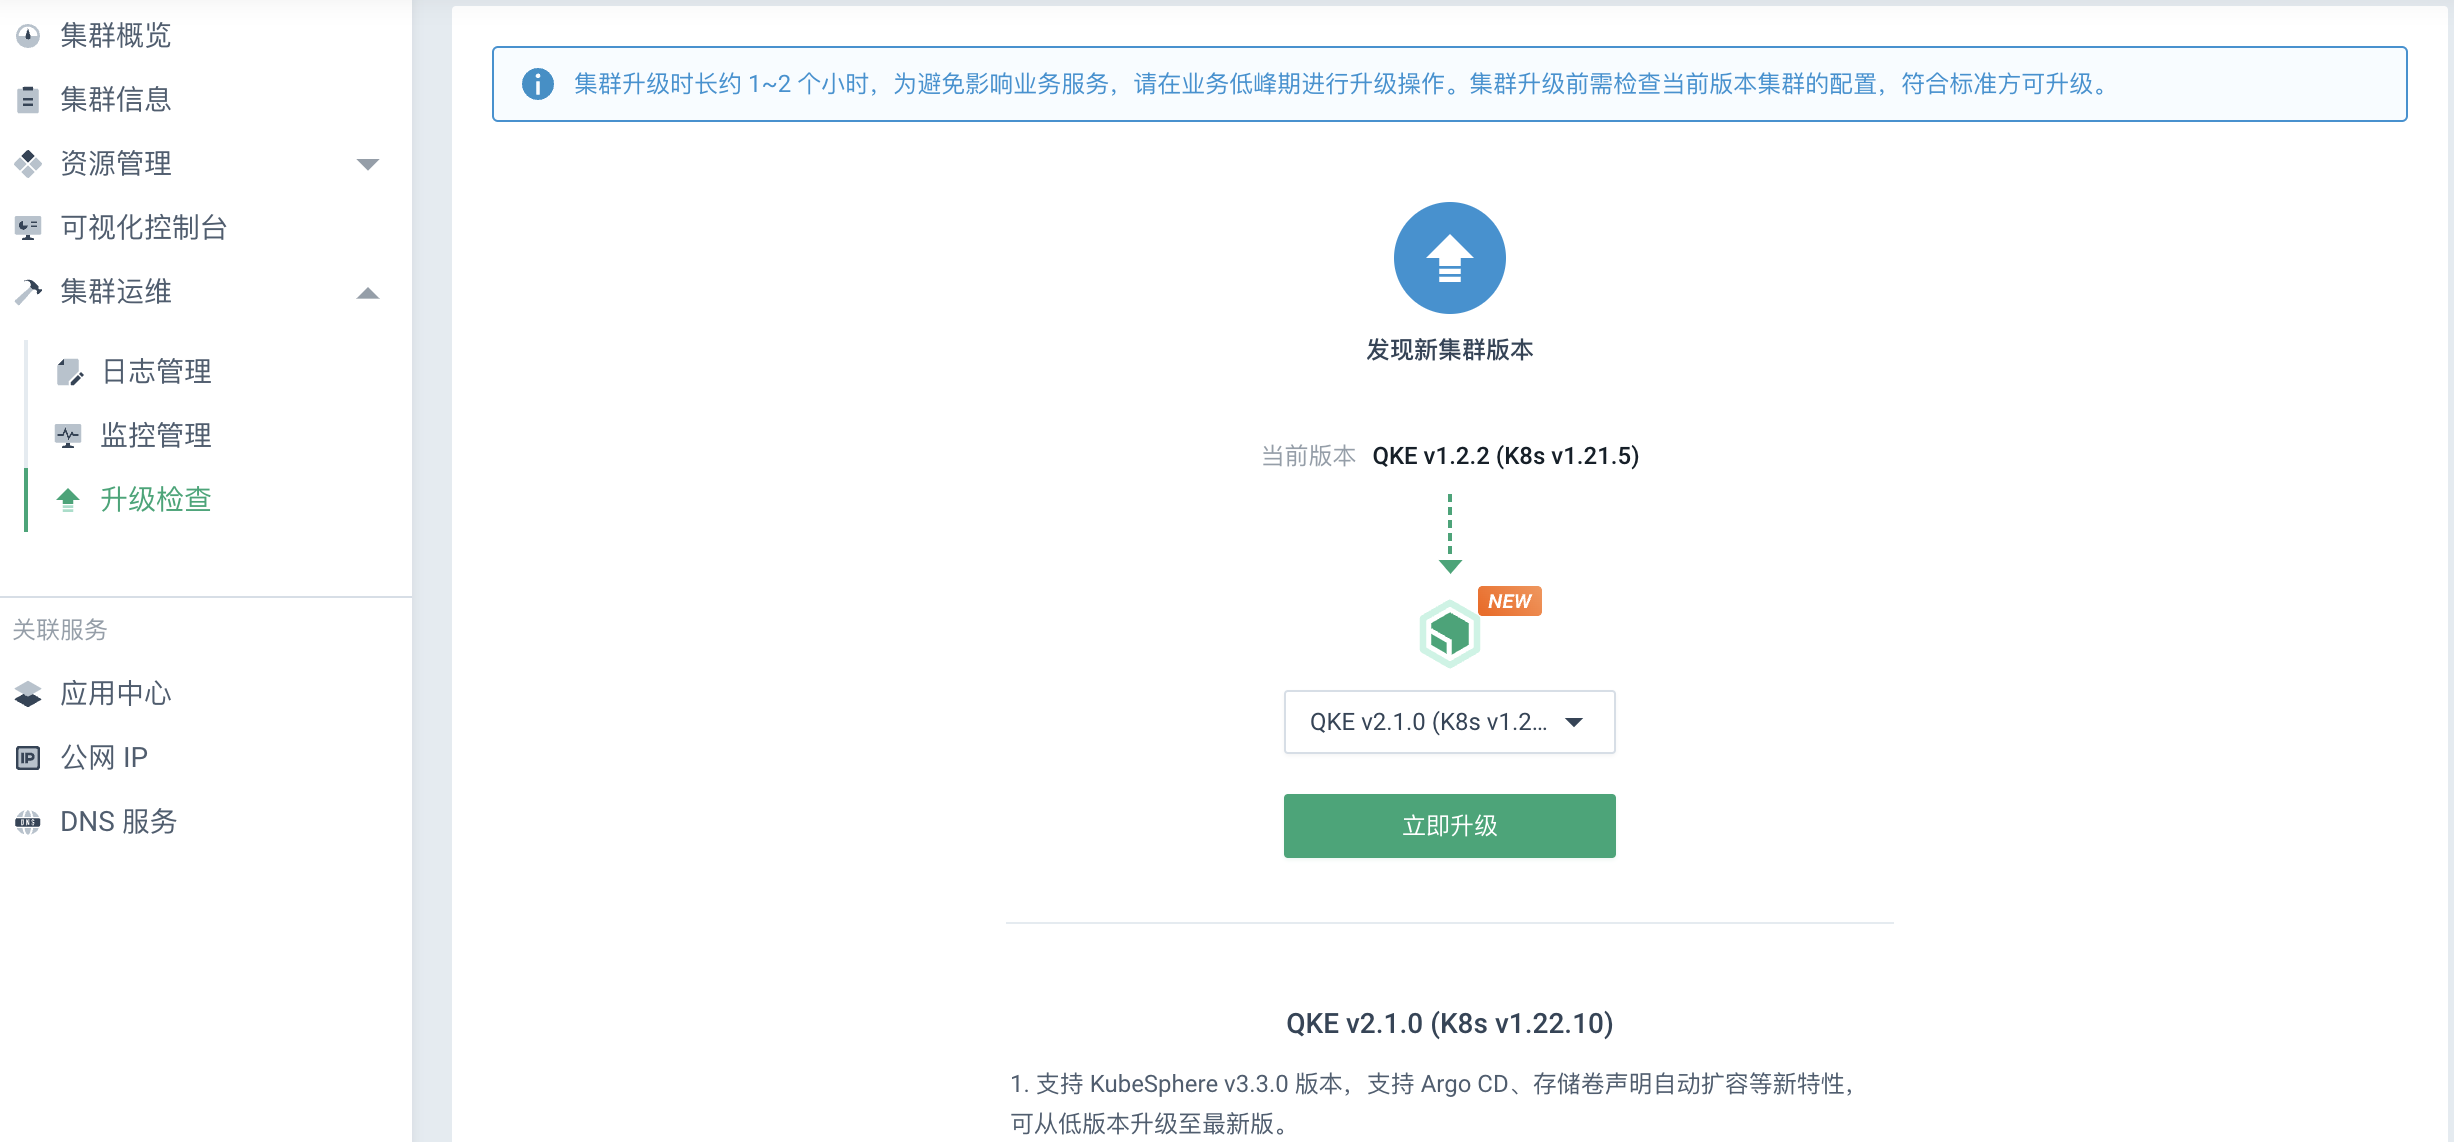 集群概览
集群信息
资源管理
可视化控制台
集群运维
日志管理
监控管理
升级检查
关联服务
应用中心
IP
公网 IP
DNS
DNS 服务
集群升级时长约 1~2 个小时，为避免影响业务服务，请在业务低峰期进行升级操作。集群升级前需检查当前版本集群的配置，符合标准方可升级。
发现新集群版本
当前版本 QKE v1.2.2 (K8s v1.21.5)
NEW
QKE v2.1.0 (K8s v1.2...
立即升级
QKE v2.1.0 (K8s v1.22.10)
1. 支持 KubeSphere v3.3.0 版本，支持 Argo CD、存储卷声明自动扩容等新特性，
可从低版本升级至最新版。